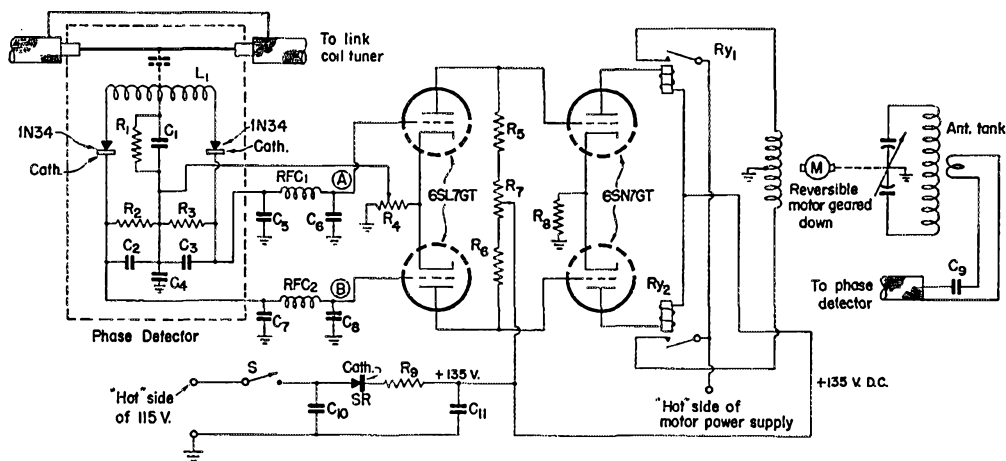 To link
coil tuner
L1
1N34
R1
C1
1N34
Cath.
Cath.
R2
R3
C2
C3
C4
Phase Detector
RFC1
A
C5
C6
RFC2
B
C7
C8
R4
6SL7GT
R5
R7
R6
R8
6SN7GT
Ry1
Ry2
M
Reversible
motor geared
down
Ant. tank
C9
To phase
detector
"Hot" side
of 115 V.
S
C10
Cath.
SR
R9
+135 V.
C11
"Hot" side of
motor power supply
+135 V. D.C.